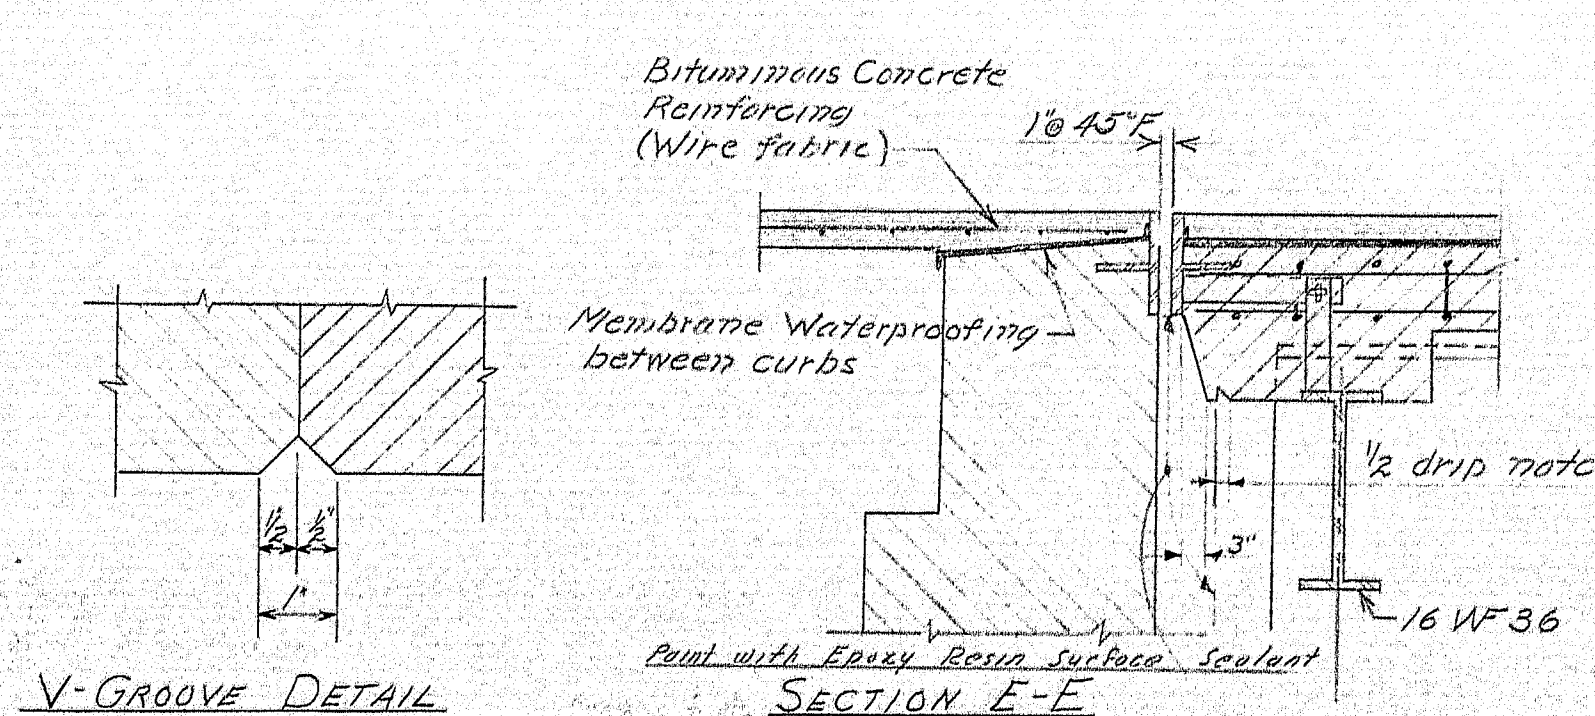 Bituminous Concrete
Reinforcing
(Wire fabric)
1"@ 45°F
Membrane Waterproofing
between curbs
1/2 drip notc
1/2" 1/2"
3"
1"
16 WF 36
Paint with Epoxy Resin Surface Sealant
V-GROOVE DETAIL
SECTION E-E